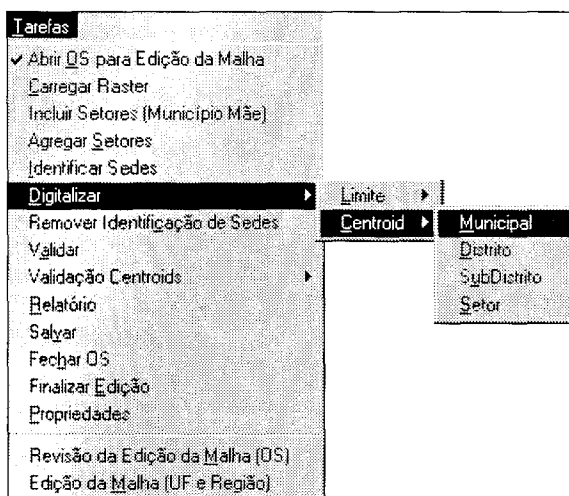 Tarefas
Abrir OS para Edição da Malha
Carregar Raster
Incluir Setores (Município Mãe)
Agregar Setores
Identificar Sedes
Digitalizar
Limite
Remover Identificação de Sedes
Centroid
Municipal
Validar
Distrito
Validação Centroids
SubDistrito
Relatório
Setor
Salvar
Fechar OS
Finalizar Edição
Propriedades
Revisão da Edição da Malha (OS)
Edição da Malha (UF e Região)